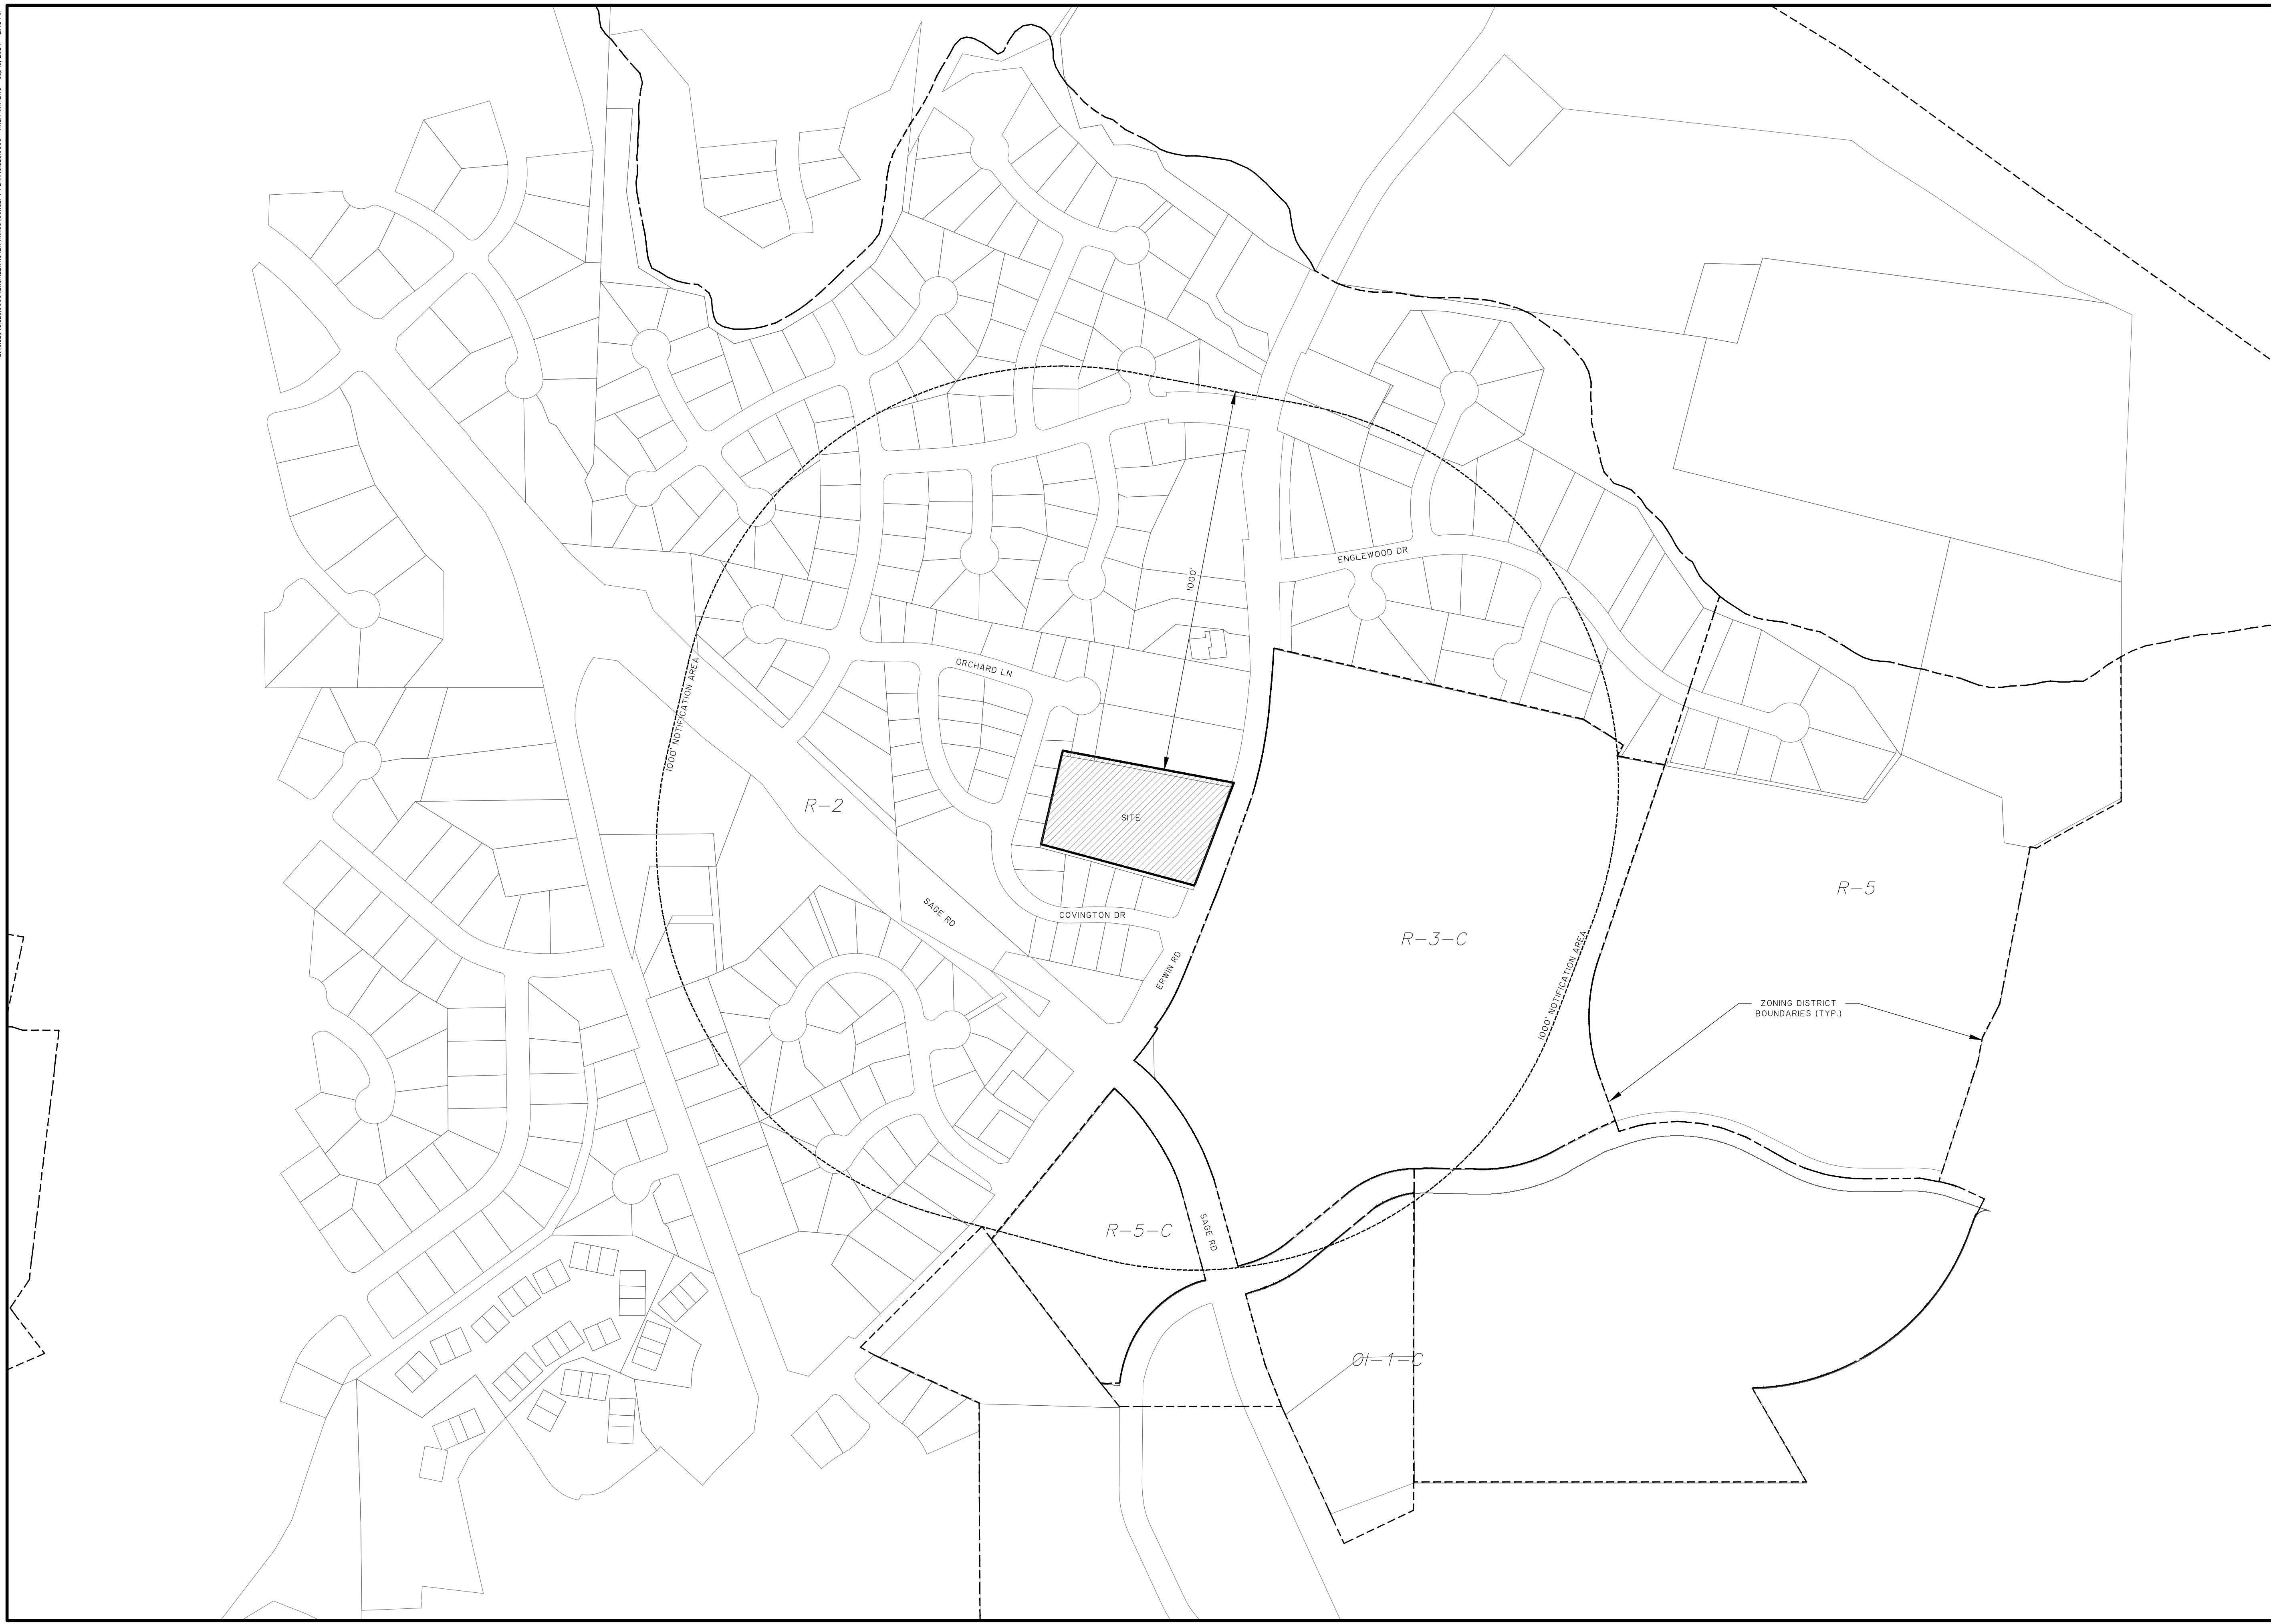 ENGLEWOOD DR
1000'
ORCHARD LN
1000' NOTIFICATION AREA
R-2
SITE
R-5
SAGE RD
COVINGTON DR
R-3-C
ERWIN RD
1000' NOTIFICATION AREA
ZONING DISTRICT
BOUNDARIES (TYP.)
R-5-C
SAGE RD
OI-1-C